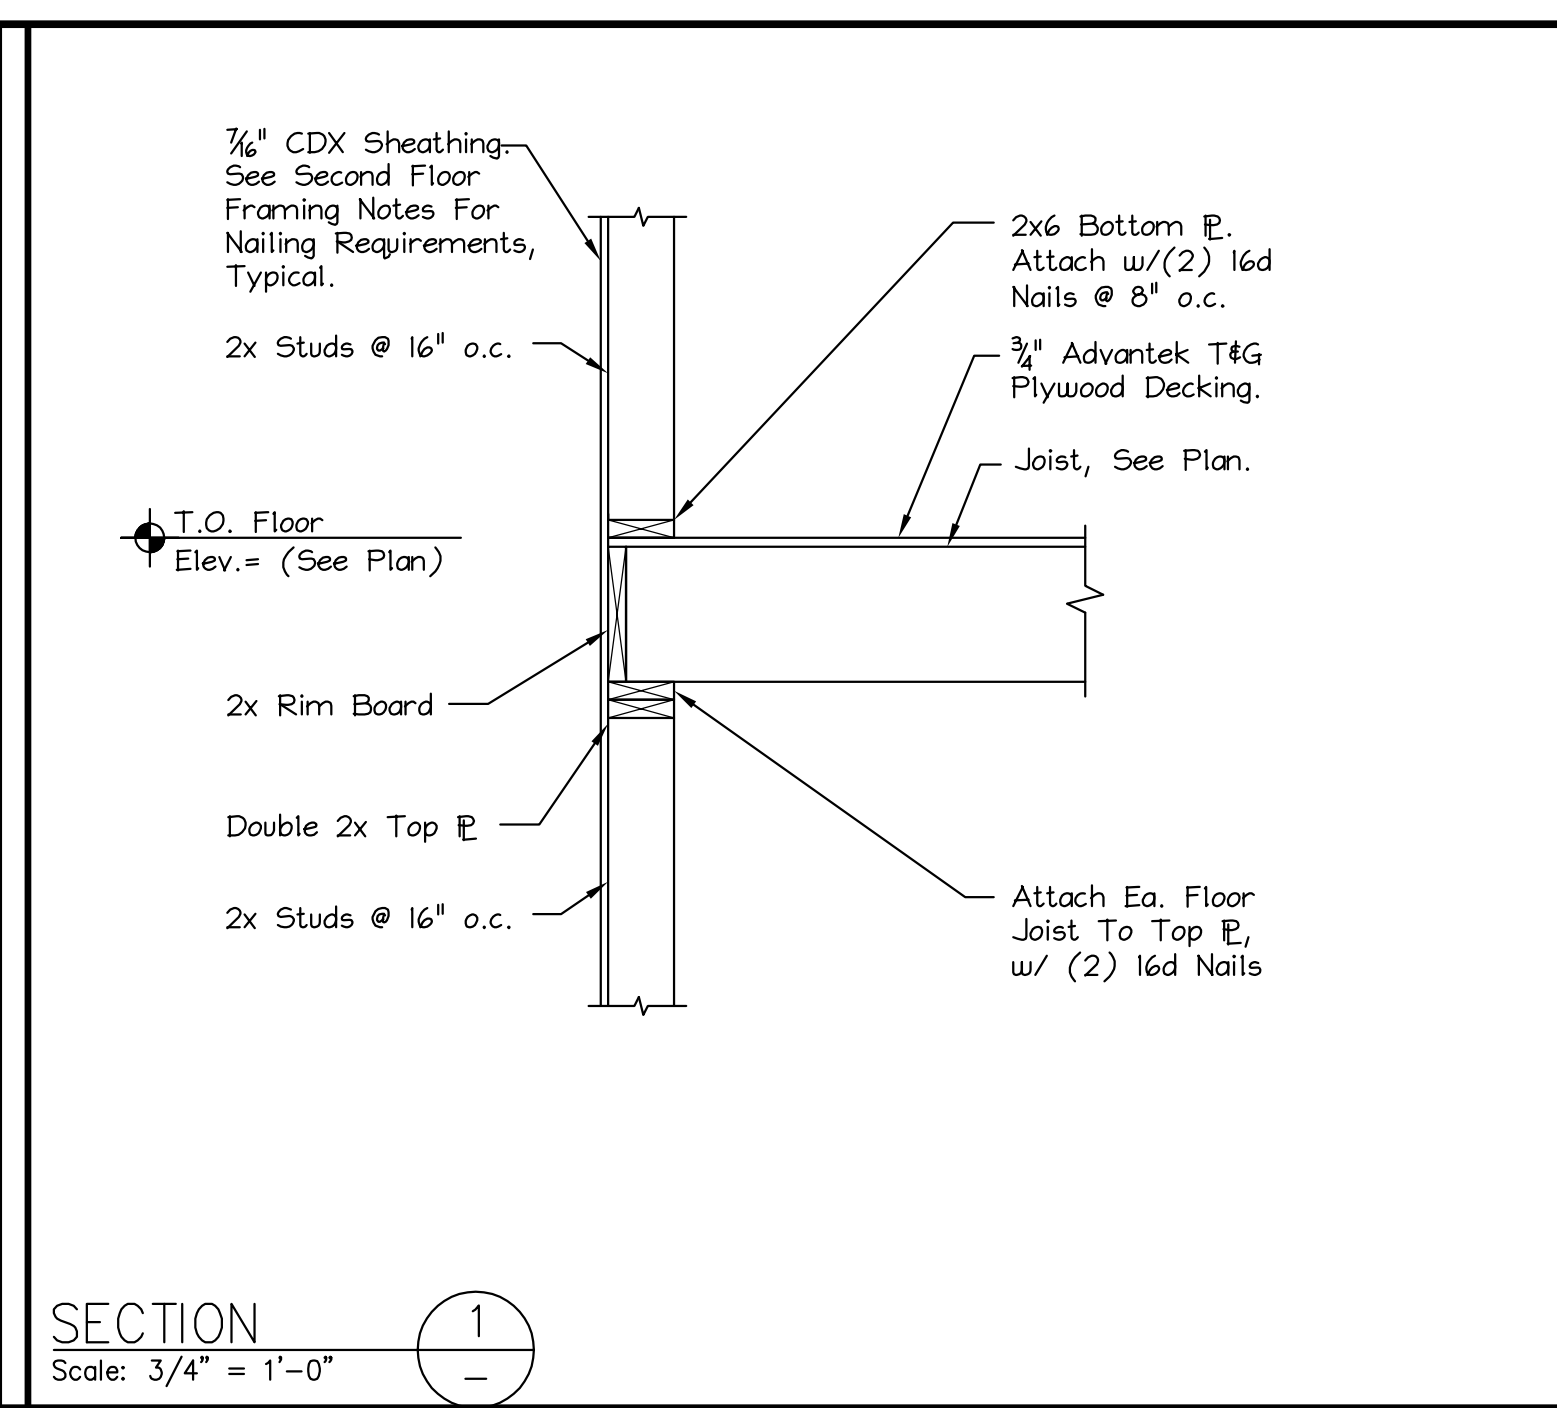 7/16" CDX Sheathing.
See Second Floor
Framing Notes For
Nailing Requirements,
Typical.
2x Studs @ 16" o.c.
T.O. Floor
Elev.= (See Plan)
2x Rim Board
Double 2x Top ⅊
2x Studs @ 16" o.c.
2x6 Bottom ⅊.
Attach w/(2) 16d
Nails @ 8" o.c.
3/4" Advantek T&G
Plywood Decking.
Joist, See Plan.
Attach Ea. Floor
Joist To Top ⅊,
w/ (2) 16d Nails
SECTION
Scale: 3/4" = 1'-0"
1
–